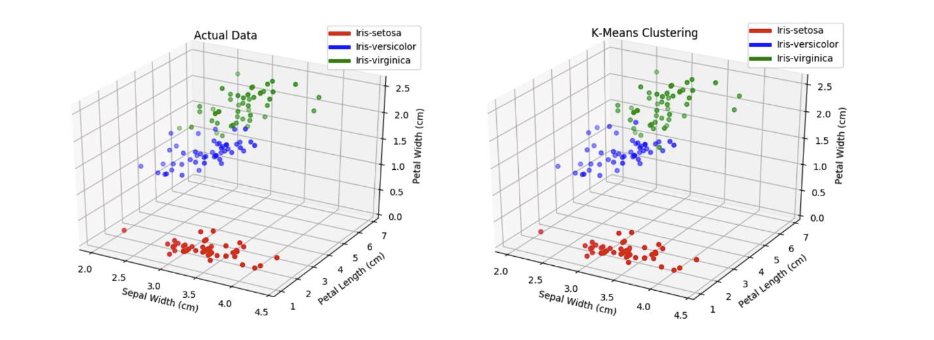 Actual Data
Iris-setosa
Iris-versicolor
Iris-virginica
2.5
2.0
1.5
1.0
0.5
0.0
Petal Width (cm)
7
6
5
4
3
2
1
Petal Length (cm)
2.0
2.5
3.0
3.5
4.0
4.5
Sepal Width (cm)
K-Means Clustering
Iris-setosa
Iris-versicolor
Iris-virginica
2.5
2.0
1.5
1.0
0.5
0.0
Petal Width (cm)
7
6
5
4
3
2
1
Petal Length (cm)
2.0
2.5
3.0
3.5
4.0
4.5
Sepal Width (cm)